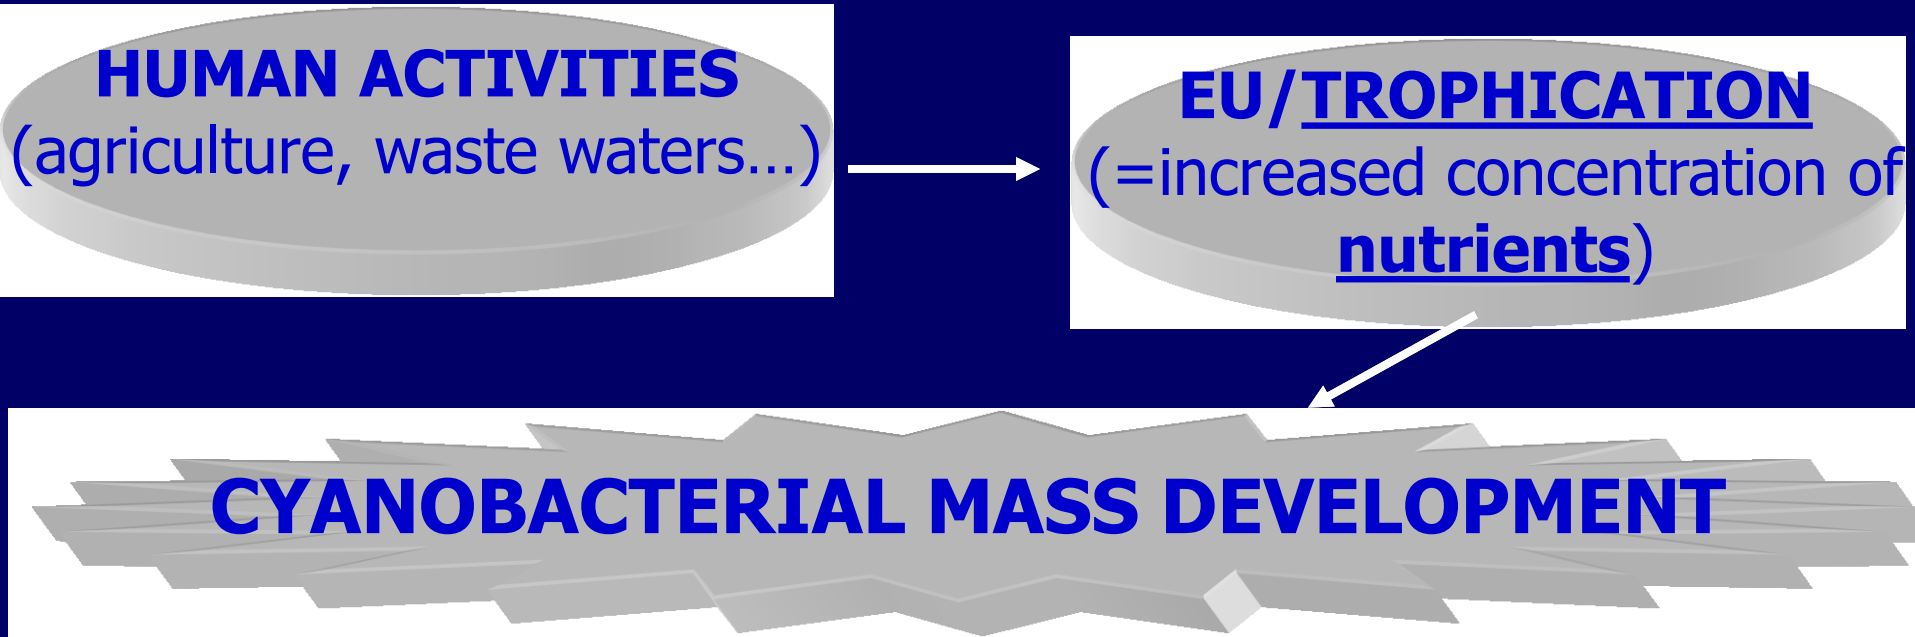 HUMAN ACTIVITIES
(agriculture, waste waters…)
EU/TROPHICATION
(=increased concentration of
nutrients)
CYANOBACTERIAL MASS DEVELOPMENT